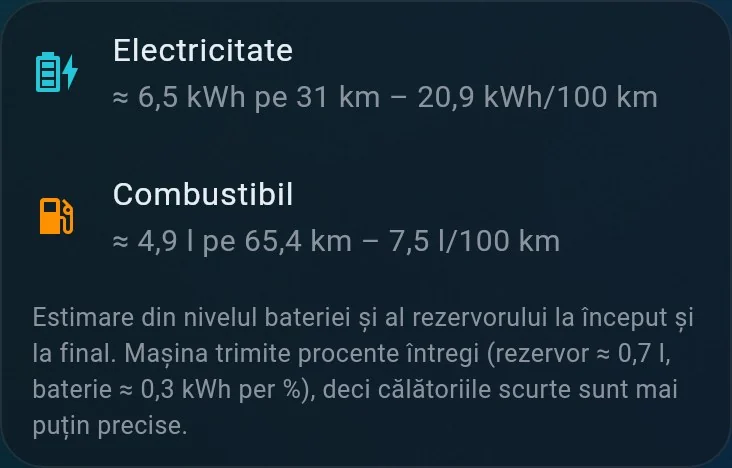 Electricitate
≈ 6,5 kWh pe 31 km – 20,9 kWh/100 km
Combustibil
≈ 4,9 l pe 65,4 km – 7,5 l/100 km
Estimare din nivelul bateriei și al rezervorului la început și
la final. Mașina trimite procente întregi (rezervor ≈ 0,7 l,
baterie ≈ 0,3 kWh per %), deci călătoriile scurte sunt mai
puțin precise.